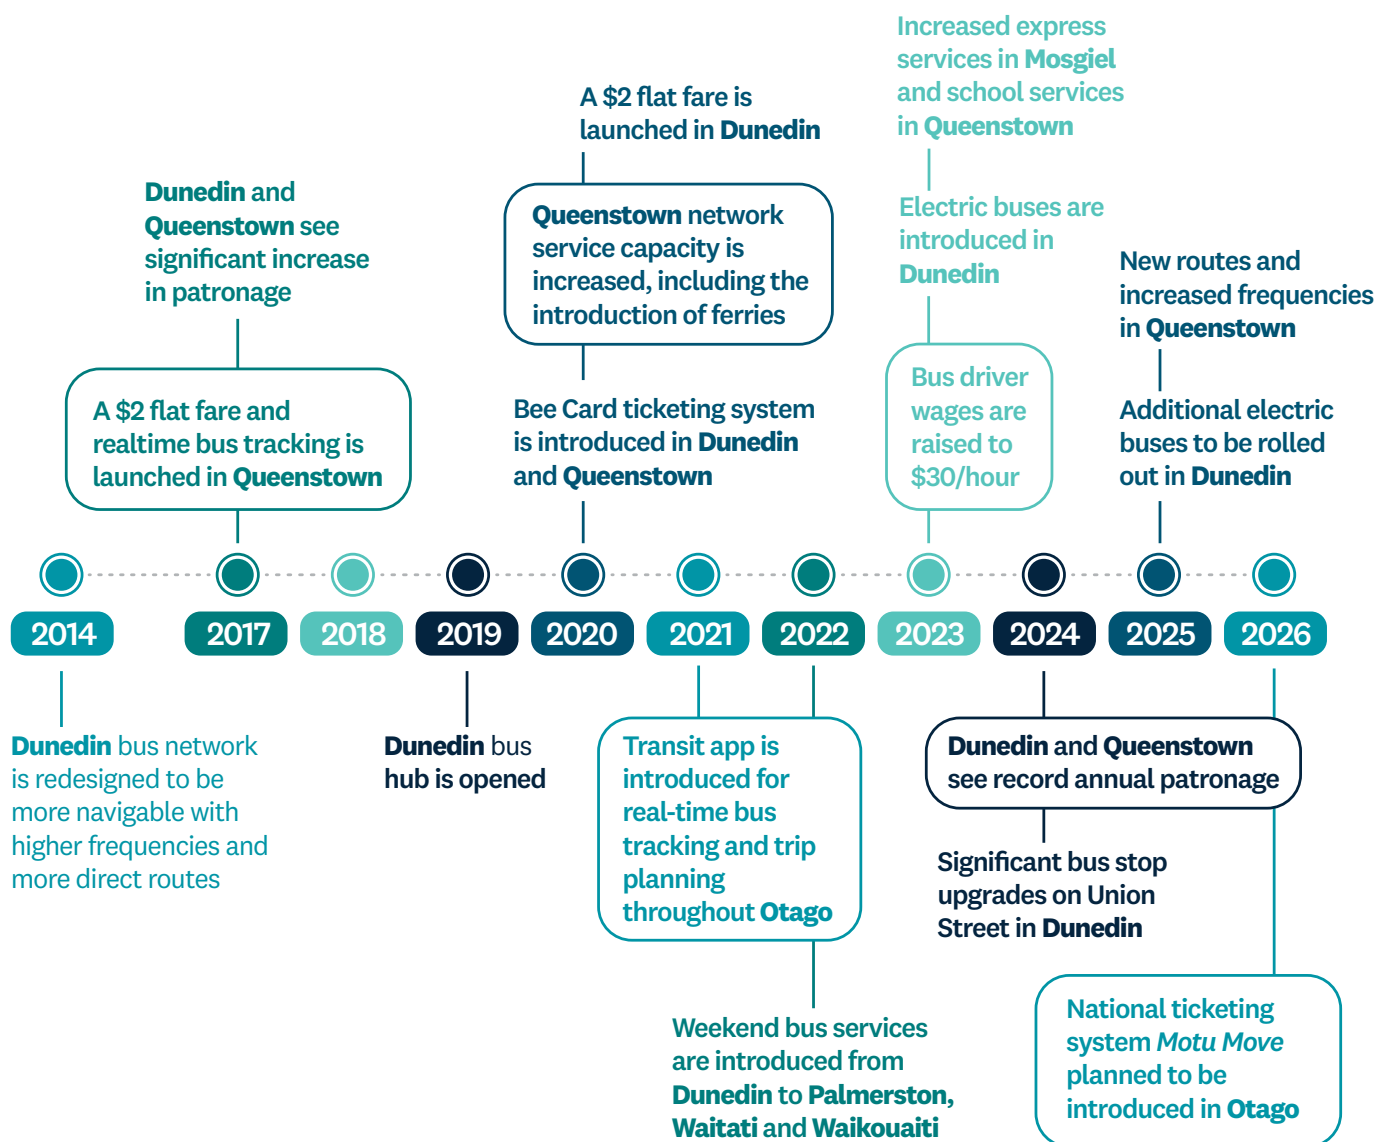 Increased express
services in Mosgiel
and school services
in Queenstown
A $2 flat fare is
launched in Dunedin
Dunedin and
Queenstown see
significant increase
in patronage
Queenstown network
service capacity is
increased, including the
introduction of ferries
Electric buses are
introduced in
Dunedin
New routes and
increased frequencies
in Queenstown
A $2 flat fare and
realtime bus tracking is
launched in Queenstown
Bee Card ticketing system
is introduced in Dunedin
and Queenstown
Bus driver
wages are
raised to
$30/hour
Additional electric
buses to be rolled
out in Dunedin
2014
2017
2018
2019
2020
2021
2022
2023
2024
2025
2026
Dunedin bus network
is redesigned to be
more navigable with
higher frequencies and
more direct routes
Dunedin bus
hub is opened
Transit app is
introduced for
real-time bus
tracking and trip
planning
throughout Otago
Dunedin and Queenstown
see record annual patronage
Significant bus stop
upgrades on Union
Street in Dunedin
Weekend bus services
are introduced from
Dunedin to Palmerston,
Waitati and Waikouaiti
National ticketing
system Motu Move
planned to be
introduced in Otago